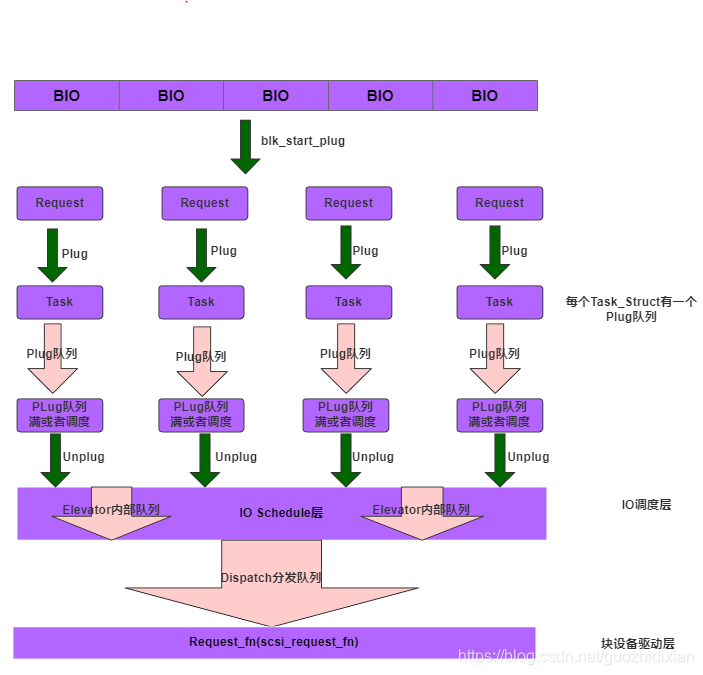 BIO BIO BIO BIO BIO
blk_start_plug
Request Request Request Request
Plug Plug Plug Plug
Task Task Task Task
每个Task_Struct有一个
Plug队列
Plug队列 Plug队列 Plug队列 Plug队列
PLug队列 PLug队列 PLug队列 PLug队列
满或者调度 满或者调度 满或者调度 满或者调度
Unplug Unplug Unplug Unplug
Elevator内部队列 IO Schedule层 Elevator内部队列 IO调度层
Dispatch分发队列
Request_fn(scsi_request_fn) 块设备驱动层
https://blog.csdn.net/guozhidixian